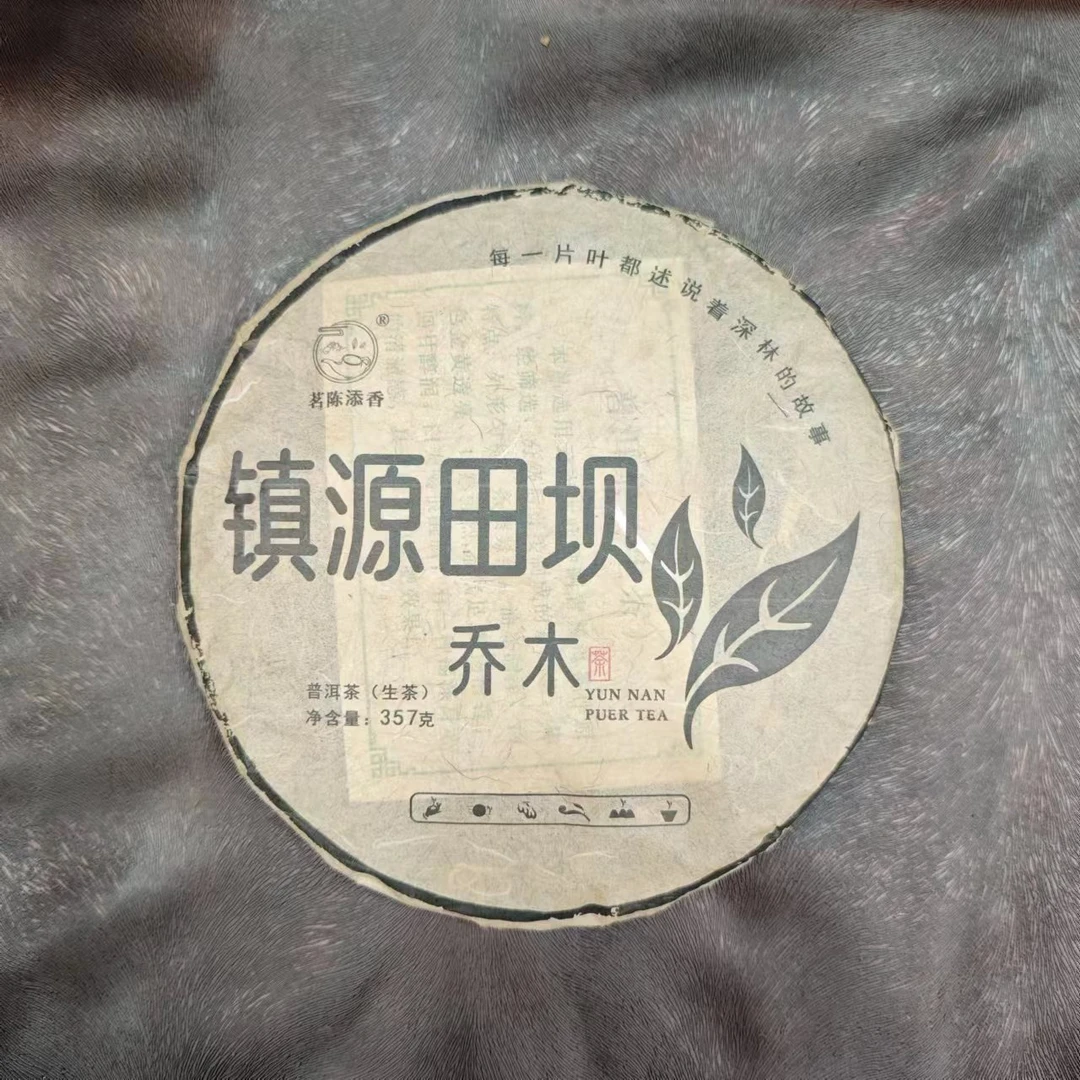 每一片叶都述说着深林的故事
®
茗陈添香
镇源田坝
乔木
茶
普洱茶（生茶）
净含量：357克
YUN NAN
PUER TEA